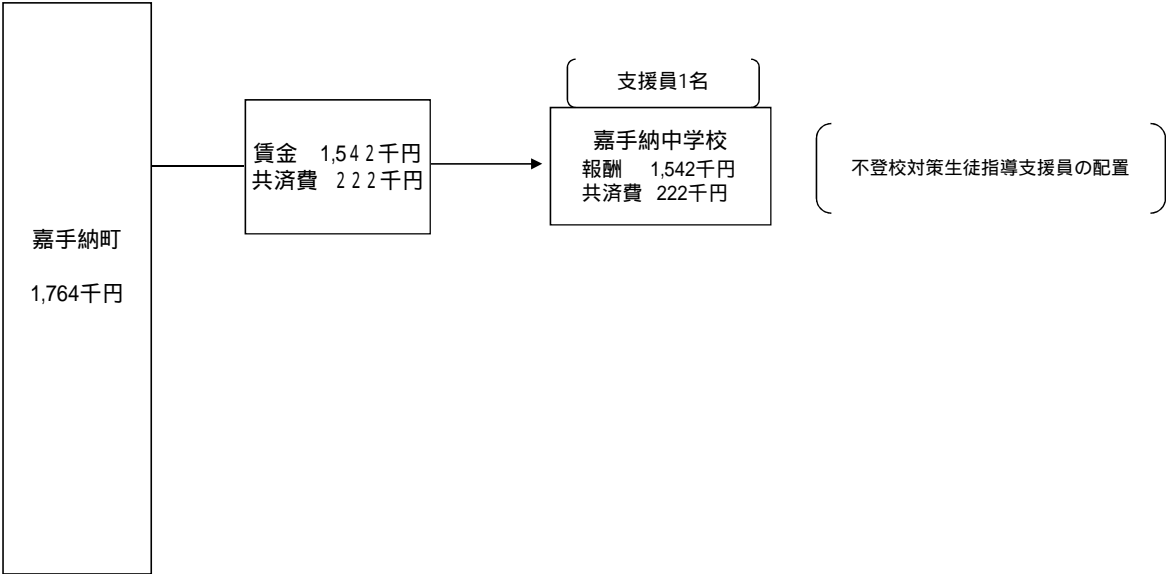 嘉手納町
1,764千円
賃金 1,542千円
共済費 222千円
支援員1名
嘉手納中学校
報酬 1,542千円
共済費 222千円
不登校対策生徒指導支援員の配置